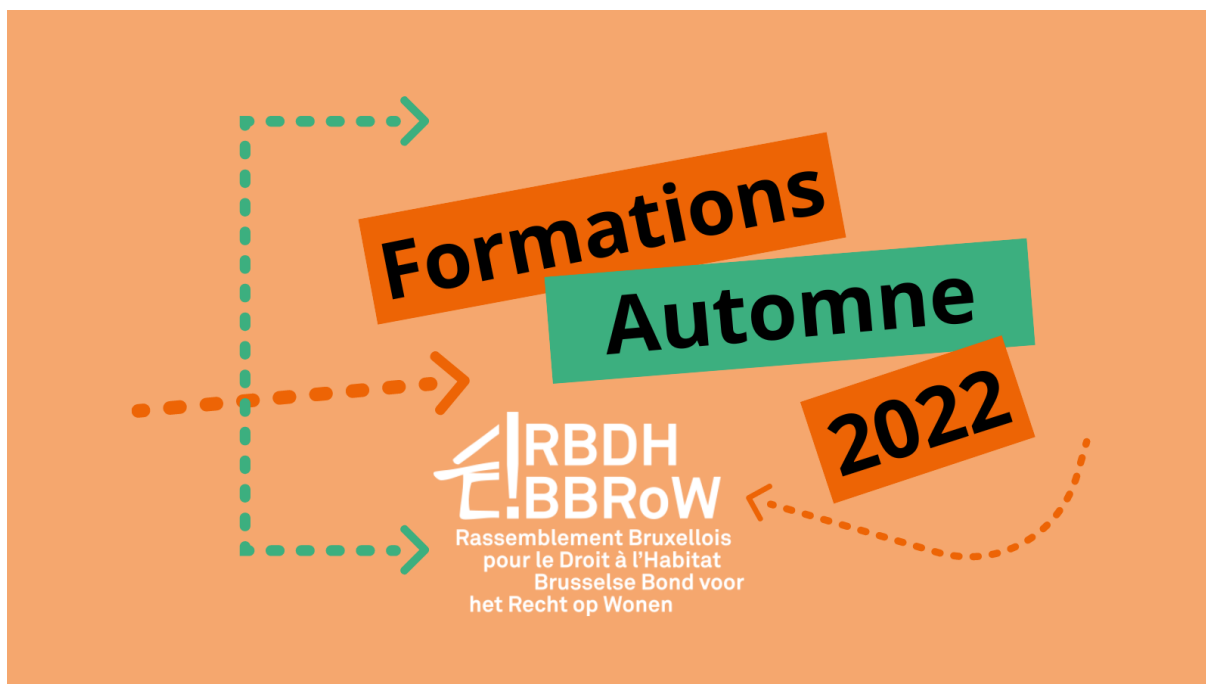 Formations
Automne
2022
RBDH
BBRoW
Rassemblement Bruxellois
pour le Droit à l'Habitat
Brusselse Bond voor
het Recht op Wonen